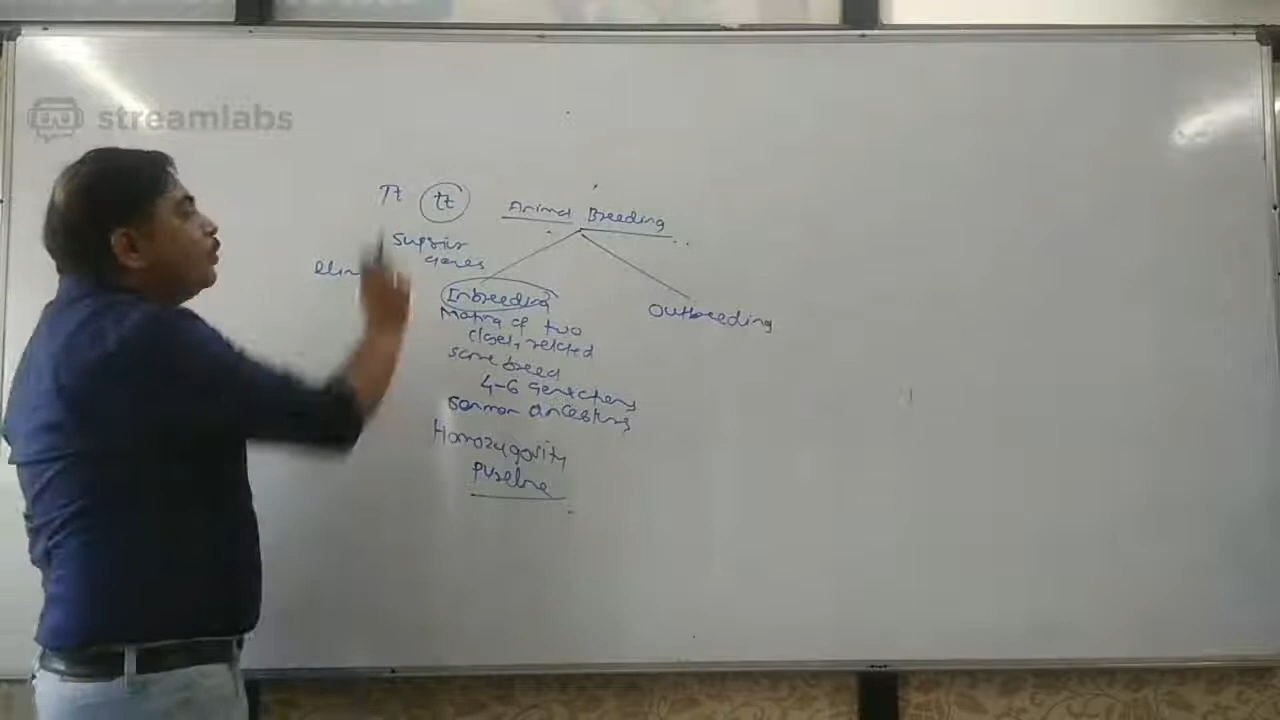 streamlabs
Tt tt Animal Breeding
Superior
genes
elim
Inbreeding
Outbreeding
Mating of two
closely related
same breed
4-6 generations
common ancestors
Homozygosity
pureline